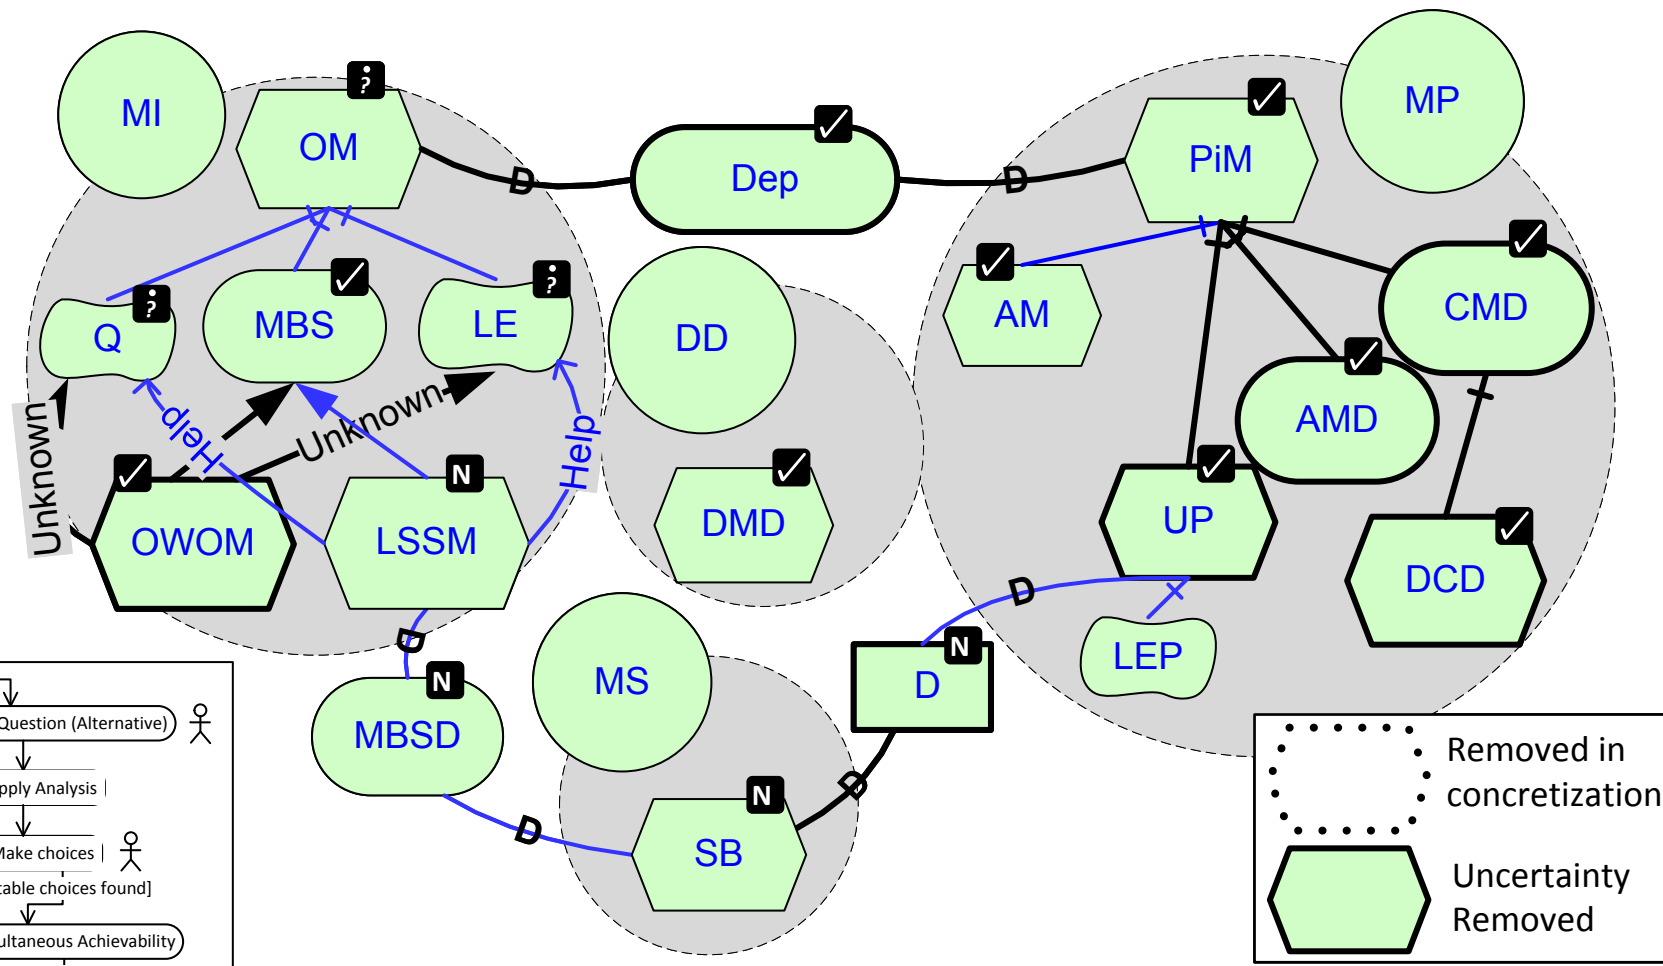 MI
?
OM
D
✓
Dep
D
✓
PiM
MP
?
Q
✓
MBS
?
LE
DD
✓
AM
✓
CMD
Unknown
Help
Unknown
Help
✓
AMD
✓
OWOM
N
LSSM
✓
DMD
✓
UP
✓
DCD
D
D
N
MBSD
MS
N
D
LEP
D
D
N
SB
Question (Alternative)
pply Analysis
Make choices
table choices found]
ultaneous Achievability
Removed in
concretization
Uncertainty
Removed